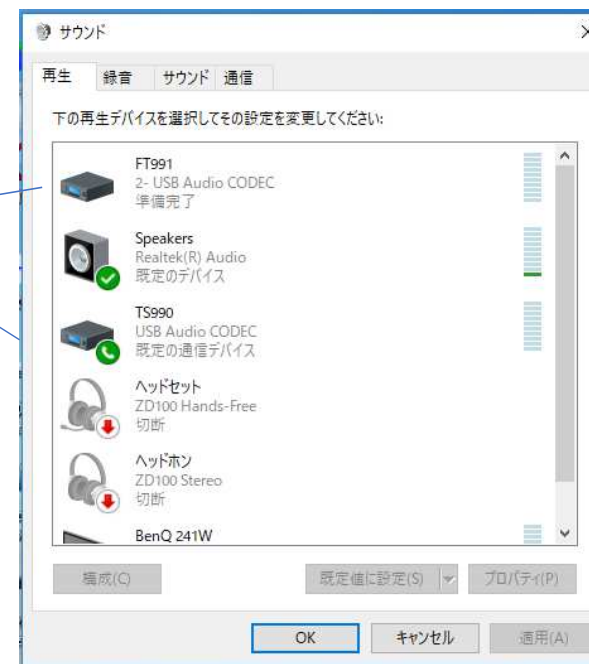 サウンド
再生 録音 サウンド 通信
下の再生デバイスを選択してその設定を変更してください:
FT991
2- USB Audio CODEC
準備完了
Speakers
Realtek(R) Audio
既定のデバイス
TS990
USB Audio CODEC
既定の通信デバイス
ヘッドセット
ZD100 Hands-Free
切断
ヘッドホン
ZD100 Stereo
切断
BenQ 241W
構成(C) 既定値に設定(S) プロパティ(P)
OK キャンセル 適用(A)